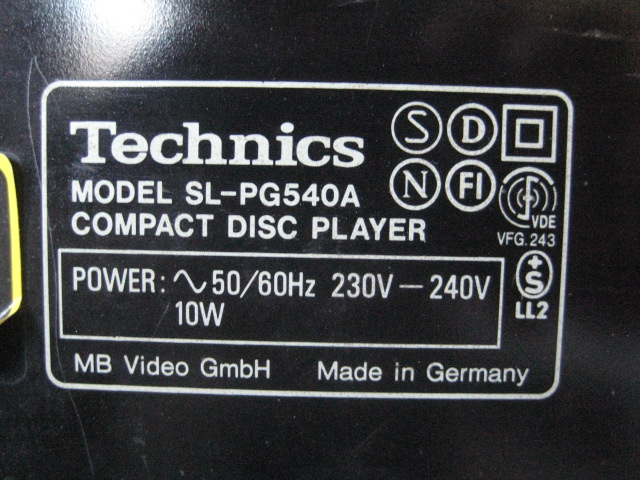 Technics
S D
MODEL SL-PG540A
N FI
VDE
COMPACT DISC PLAYER
VFG.243
POWER: ∿ 50/60Hz 230V — 240V
10W
+S
LL2
MB Video GmbH Made in Germany